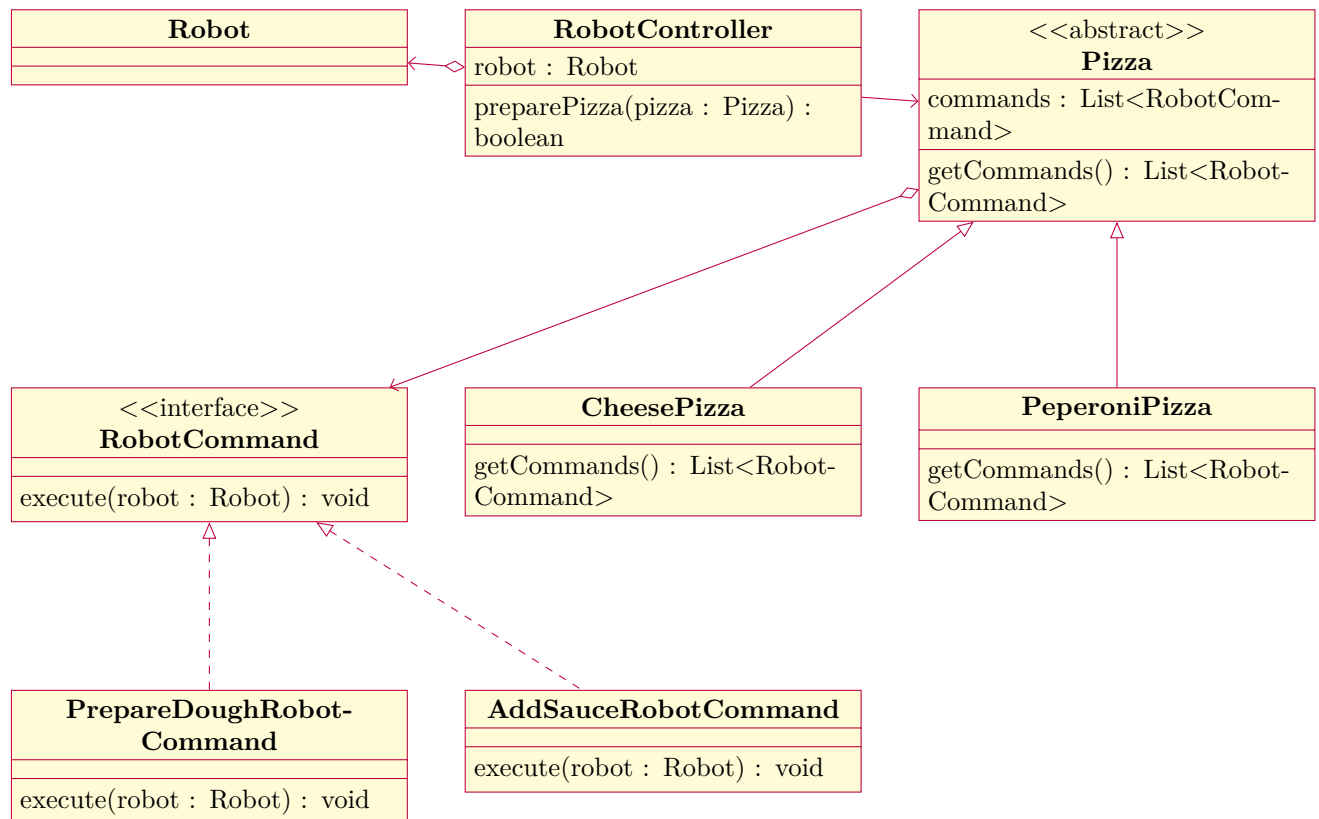 Robot
RobotController
robot : Robot
preparePizza(pizza : Pizza) :
boolean
<<abstract>>
Pizza
commands : List<RobotCom-
mand>
getCommands() : List<Robot-
Command>
<<interface>>
RobotCommand
execute(robot : Robot) : void
CheesePizza
getCommands() : List<Robot-
Command>
PeperoniPizza
getCommands() : List<Robot-
Command>
PrepareDoughRobot-
Command
execute(robot : Robot) : void
AddSauceRobotCommand
execute(robot : Robot) : void